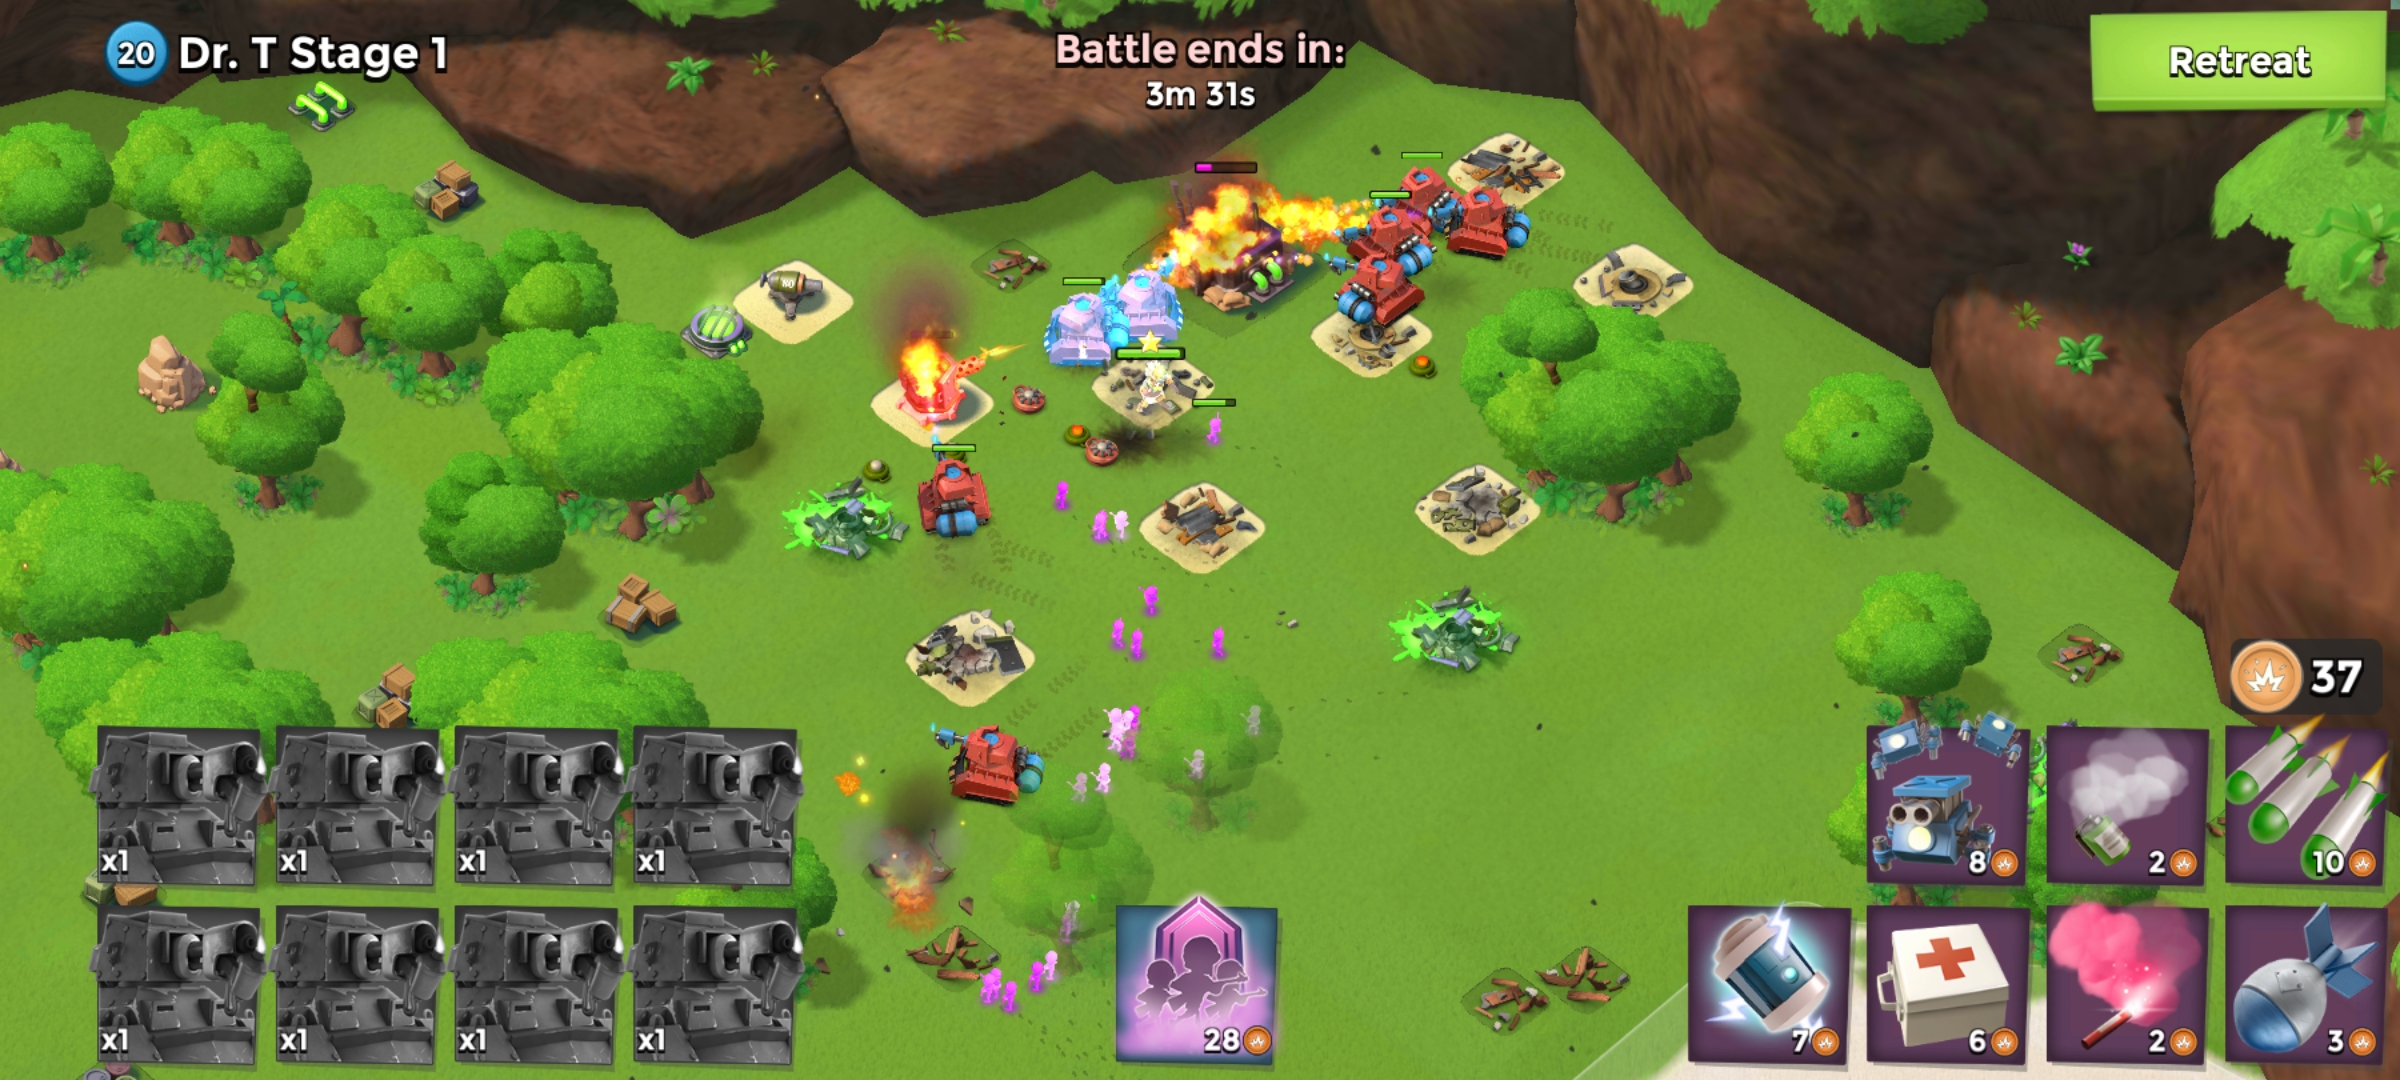 20 Dr. T Stage 1
Battle ends in:
3m 31s
Retreat
80
37
x1 x1 x1 x1
8 2 10
x1 x1 x1 x1
28
7 6 2 3